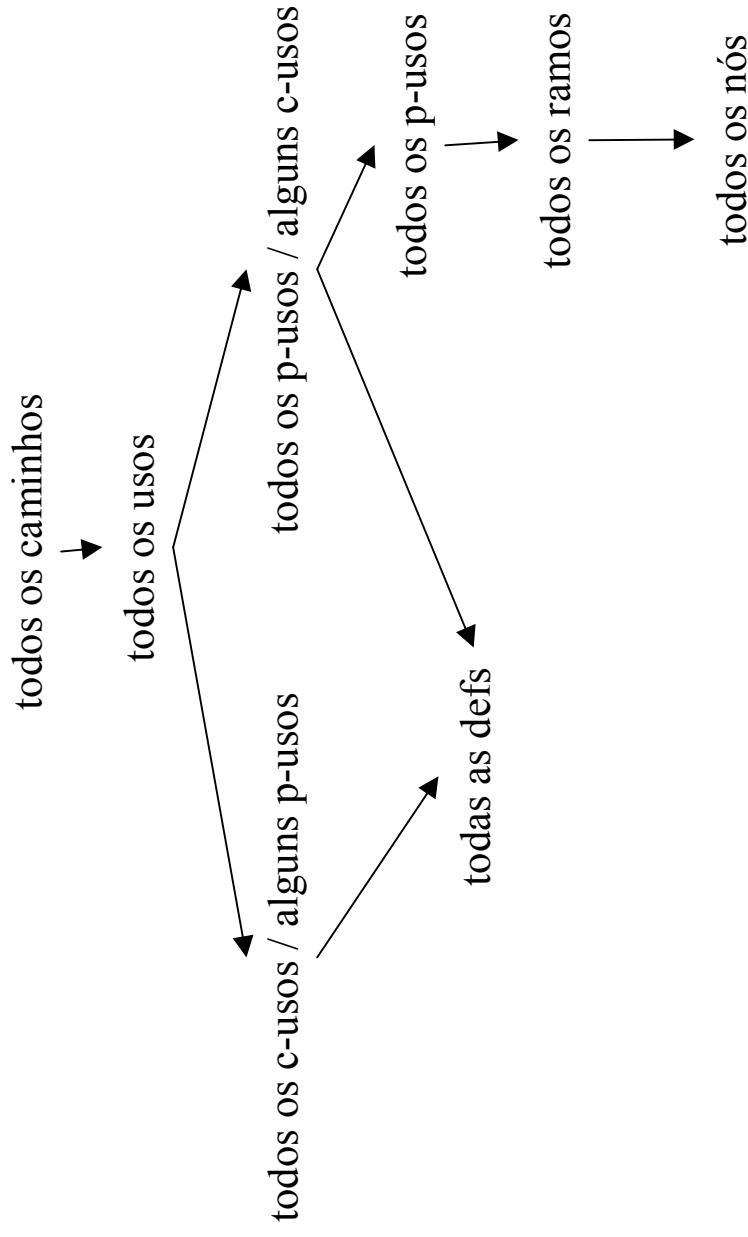 todos os caminhos
todos os usos
todos os c-usos / alguns p-usos
todos os p-usos / alguns c-usos
todas as defs
todos os p-usos
todos os ramos
todos os nós